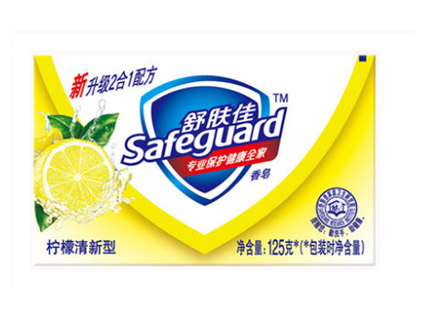 新升级2合1配方
舒肤佳
TM
Safeguard
专业保护健康全家
香皂
柠檬清新型
净含量:125克*(*包装时净含量)